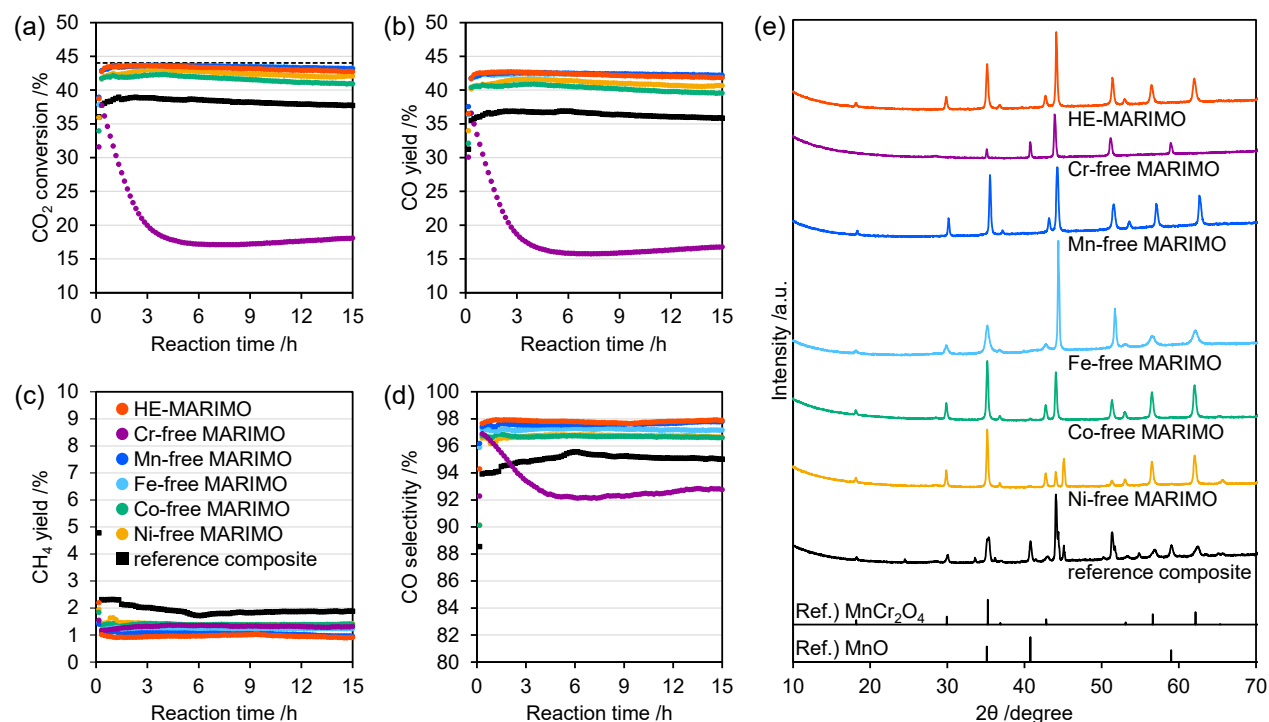 (a)
50
45
40
35
30
25
20
15
10
CO₂ conversion /%
0 3 6 9 12 15
Reaction time /h
(b)
50
45
40
35
30
25
20
15
10
CO yield /%
0 3 6 9 12 15
Reaction time /h
(c)
10
9
8
7
6
5
4
3
2
1
0
CH₄ yield /%
HE-MARIMO
Cr-free MARIMO
Mn-free MARIMO
Fe-free MARIMO
Co-free MARIMO
Ni-free MARIMO
reference composite
0 3 6 9 12 15
Reaction time /h
(d)
100
98
96
94
92
90
88
86
84
82
80
CO selectivity /%
0 3 6 9 12 15
Reaction time /h
(e)
Intensity /a.u.
HE-MARIMO
Cr-free MARIMO
Mn-free MARIMO
Fe-free MARIMO
Co-free MARIMO
Ni-free MARIMO
reference composite
Ref.) MnCr₂O₄
Ref.) MnO
10 20 30 40 50 60 70
2θ /degree